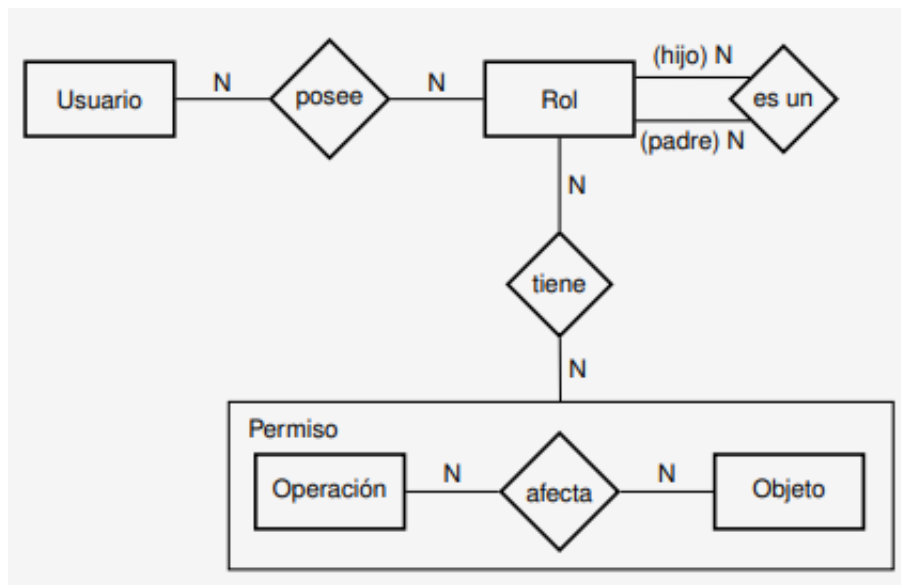 (hijo) N
Usuario
N
posee
N
Rol
es un
(padre) N
N
tiene
N
Permiso
Operación
N
afecta
N
Objeto